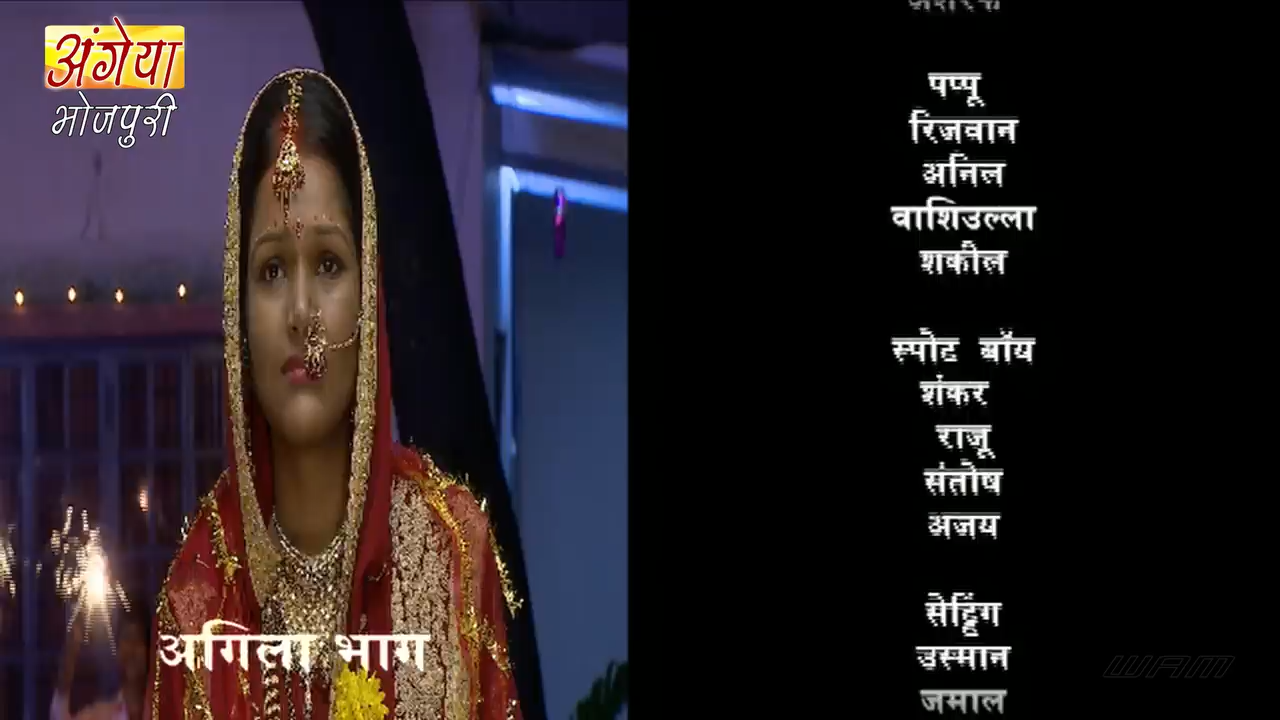 अंगेया
भोजपुरी
अगिला भाग
पप्पू
रिजवान
अनिल
वाशिउल्ला
शकील
स्पोट बॉय
शंकर
राजू
संतोष
अजय
सेट्टिंग
उस्मान
जमाल
WAM